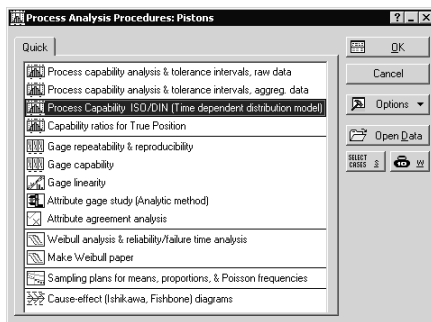 Process Analysis Procedures: Pistons
Quick
Process capability analysis & tolerance intervals, raw data
Process capability analysis & tolerance intervals, aggreg. data
Process Capability ISO/DIN (Time dependent distribution model)
Capability ratios for True Position
Gage repeatability & reproducibility
Gage capability
Gage linearity
Attribute gage study (Analytic method)
Attribute agreement analysis
Weibull analysis & reliability/failure time analysis
Make Weibull paper
Sampling plans for means, proportions, & Poisson frequencies
Cause-effect (Ishikawa, Fishbone) diagrams
OK
Cancel
Options
Open Data
SELECT CASES S
W